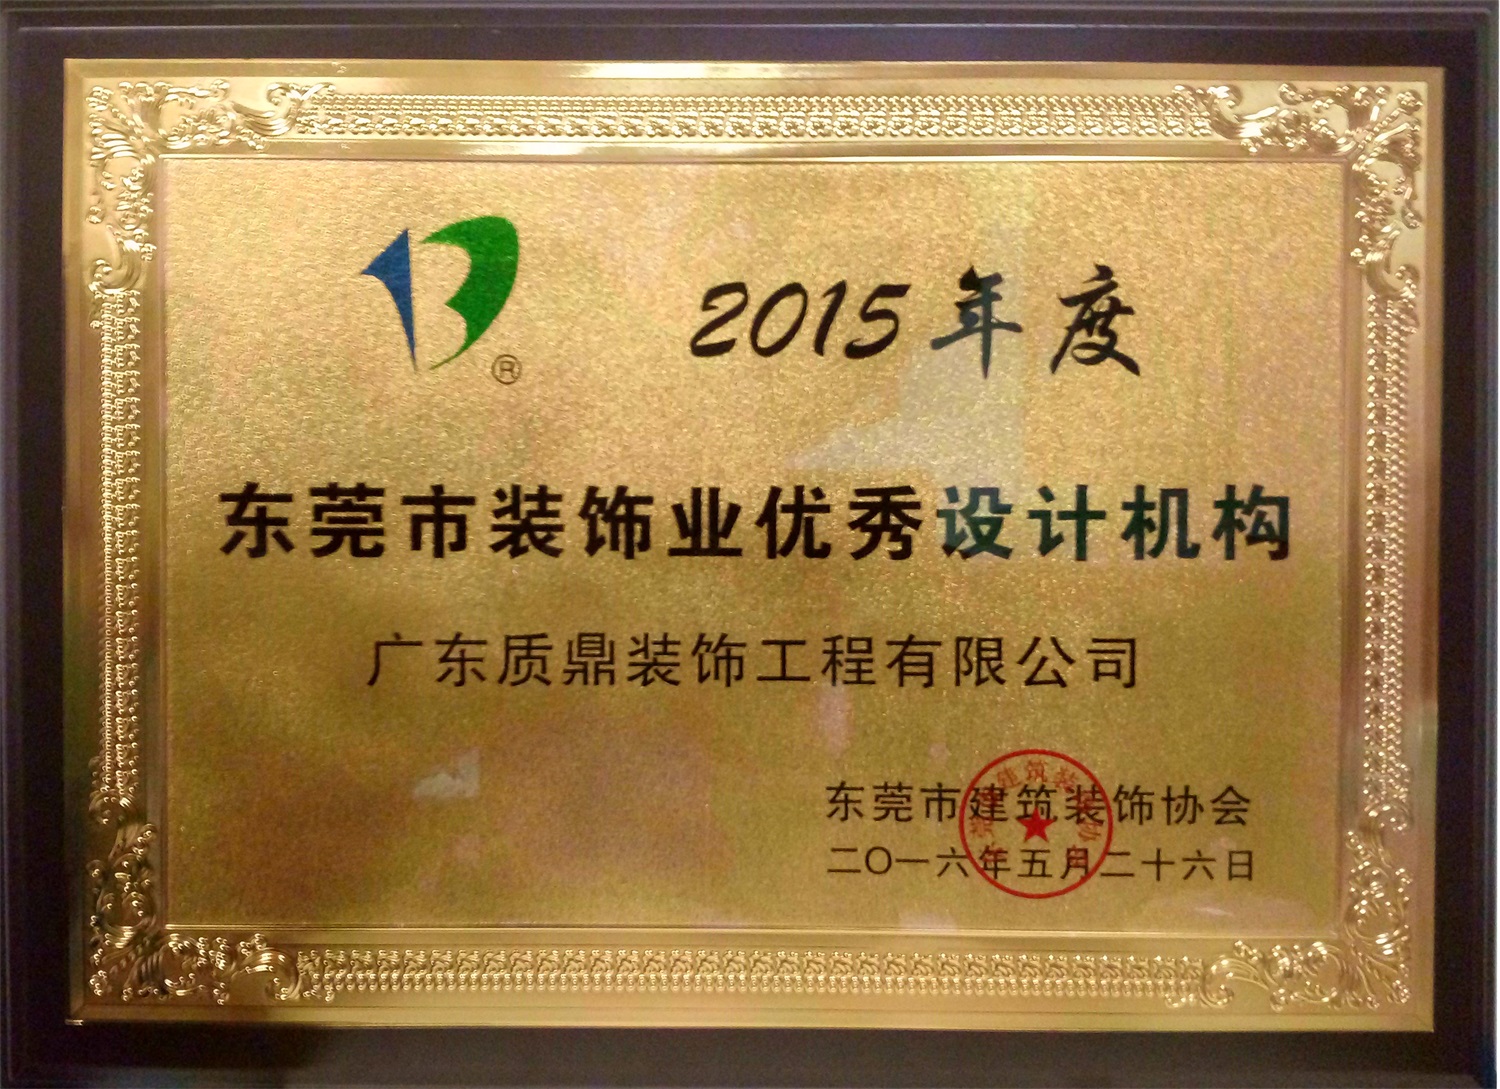 2015年度
®
东莞市装饰业优秀设计机构
广东质鼎装饰工程有限公司
东莞市建筑装饰协会
二〇一六年五月二十六日